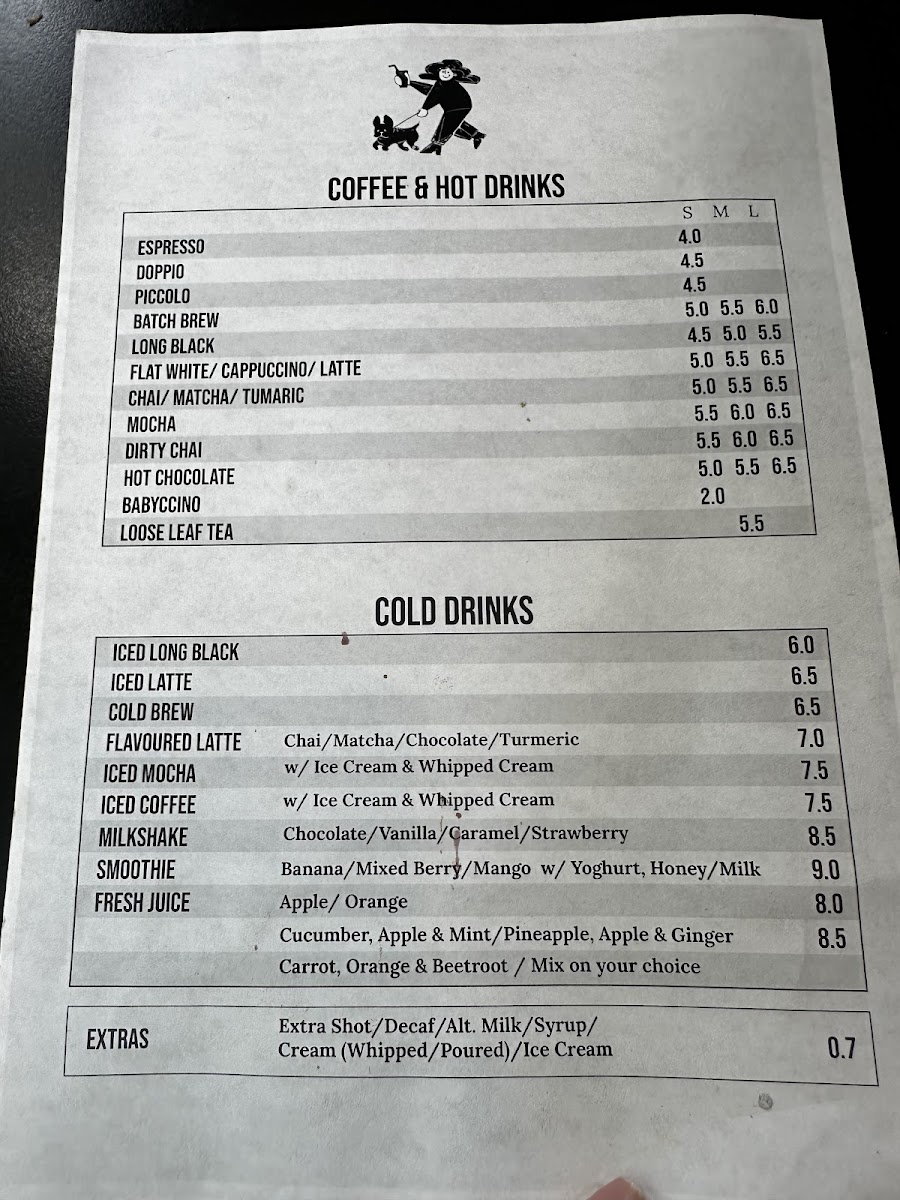 COFFEE & HOT DRINKS
S M L
ESPRESSO 4.0
DOPPIO 4.5
PICCOLO 4.5
BATCH BREW 5.0 5.5 6.0
LONG BLACK 4.5 5.0 5.5
FLAT WHITE/ CAPPUCCINO/ LATTE 5.0 5.5 6.5
CHAI/ MATCHA/ TUMARIC 5.0 5.5 6.5
MOCHA 5.5 6.0 6.5
DIRTY CHAI 5.5 6.0 6.5
HOT CHOCOLATE 5.0 5.5 6.5
BABYCCINO 2.0
LOOSE LEAF TEA 5.5
COLD DRINKS
ICED LONG BLACK 6.0
ICED LATTE 6.5
COLD BREW 6.5
FLAVOURED LATTE Chai/Matcha/Chocolate/Turmeric 7.0
ICED MOCHA w/ Ice Cream & Whipped Cream 7.5
ICED COFFEE w/ Ice Cream & Whipped Cream 7.5
MILKSHAKE Chocolate/Vanilla/Caramel/Strawberry 8.5
SMOOTHIE Banana/Mixed Berry/Mango w/ Yoghurt, Honey/Milk 9.0
FRESH JUICE Apple/ Orange 8.0
Cucumber, Apple & Mint/Pineapple, Apple & Ginger 8.5
Carrot, Orange & Beetroot / Mix on your choice
EXTRAS Extra Shot/Decaf/Alt. Milk/Syrup/
Cream (Whipped/Poured)/Ice Cream 0.7